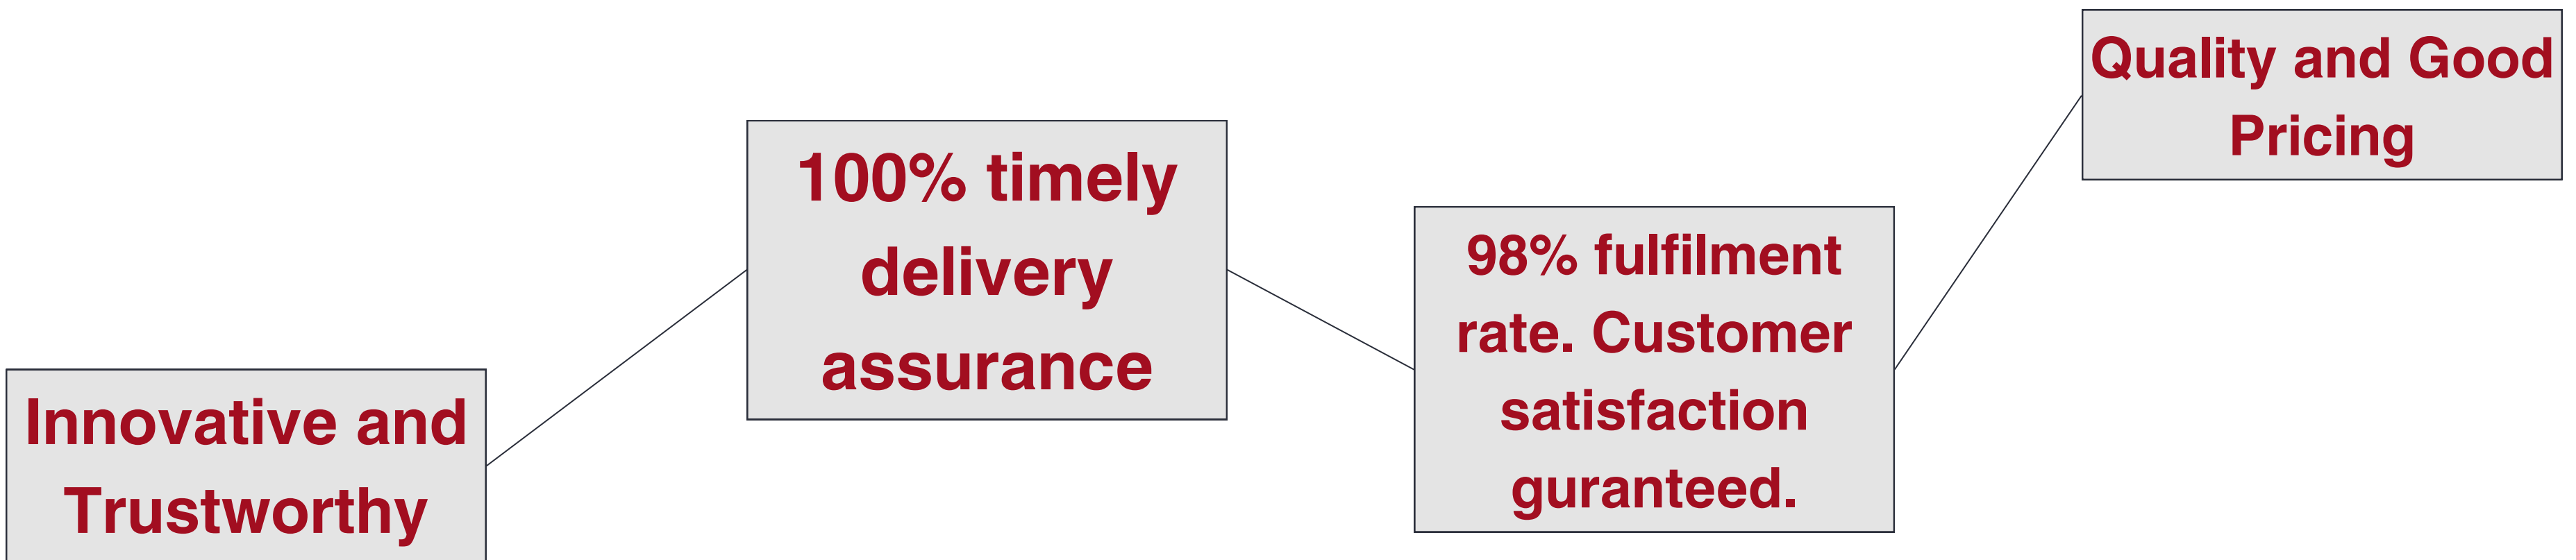 Innovative and
Trustworthy
100% timely
delivery
assurance
98% fulfilment
rate. Customer
satisfaction
guranteed.
Quality and Good
Pricing